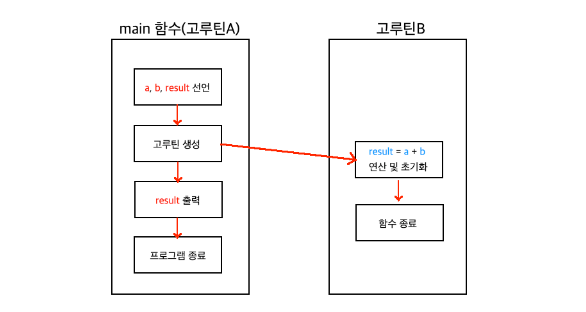 main 함수(고루틴A)
a, b, result 선언
고루틴 생성
result 출력
프로그램 종료
고루틴B
result = a + b
연산 및 초기화
함수 종료